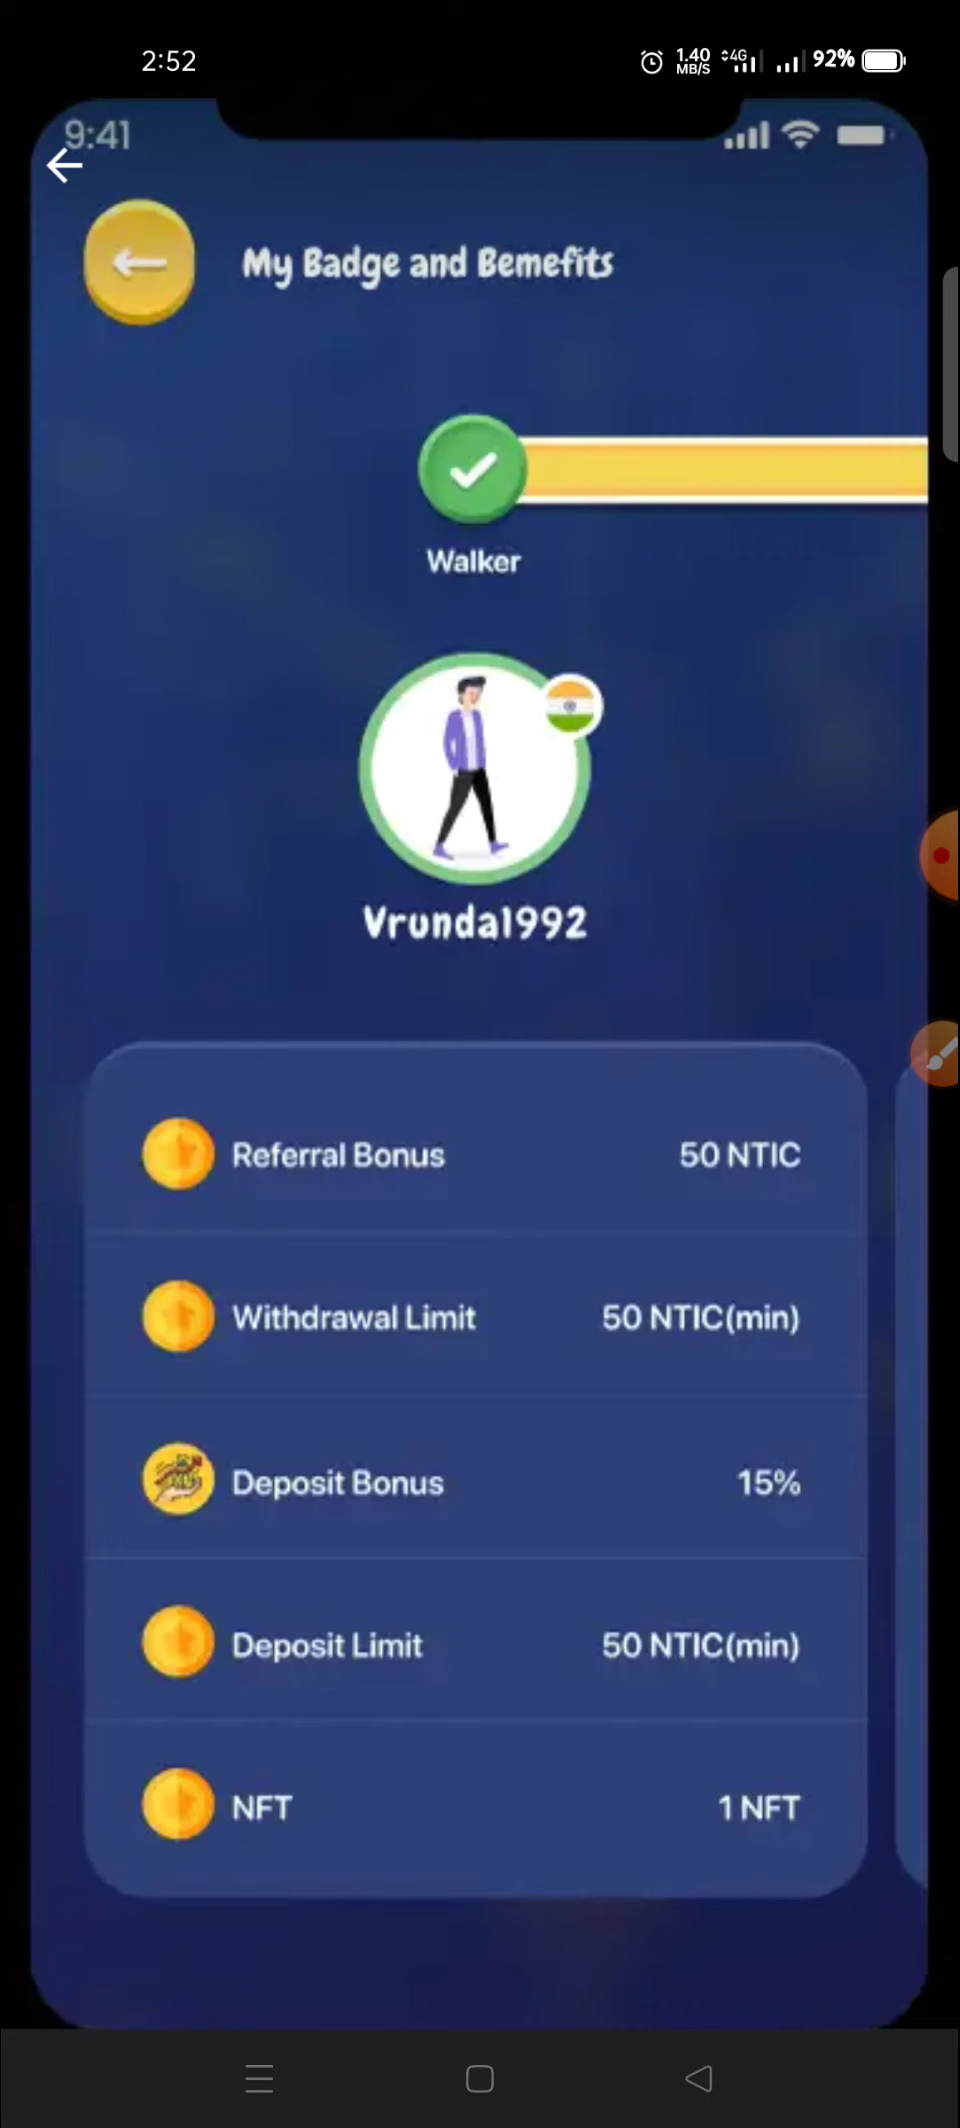 2:52
1.40 MB/S 4G 92%
9:41
My Badge and Bemefits
Walker
Vrunda1992
Referral Bonus 50 NTIC
Withdrawal Limit 50 NTIC(min)
Deposit Bonus 15%
Deposit Limit 50 NTIC(min)
NFT 1 NFT